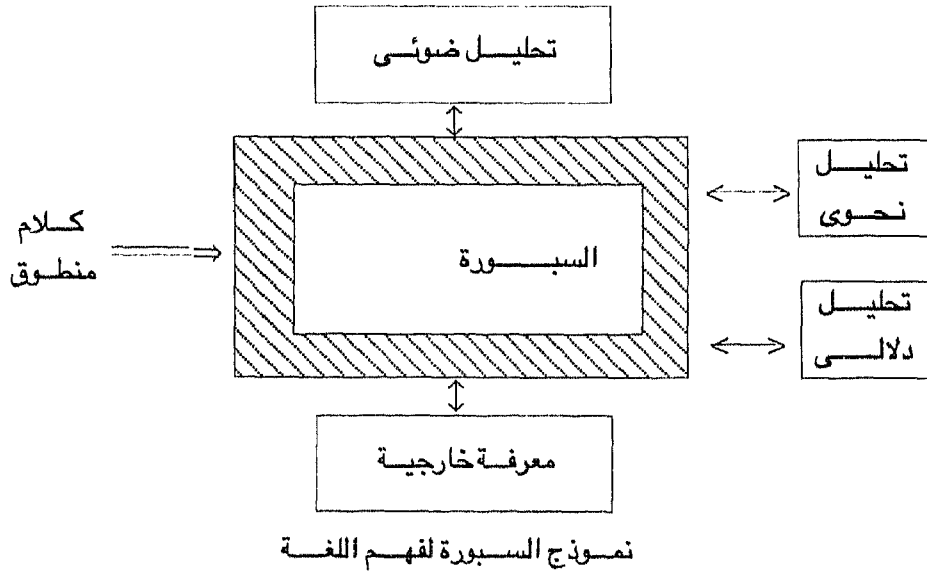 تحليل ضوئى
تحليل
نحوى
كلام
منطوق
السبورة
تحليل
دلالى
معرفة خارجية
نموذج السبورة لفهم اللغة